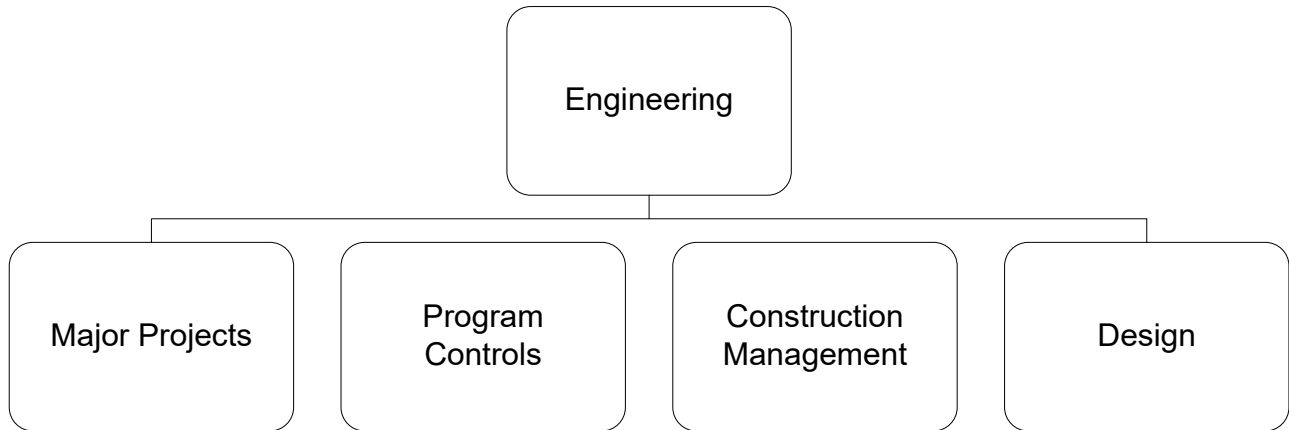 Engineering
Major Projects
Program
Controls
Construction
Management
Design